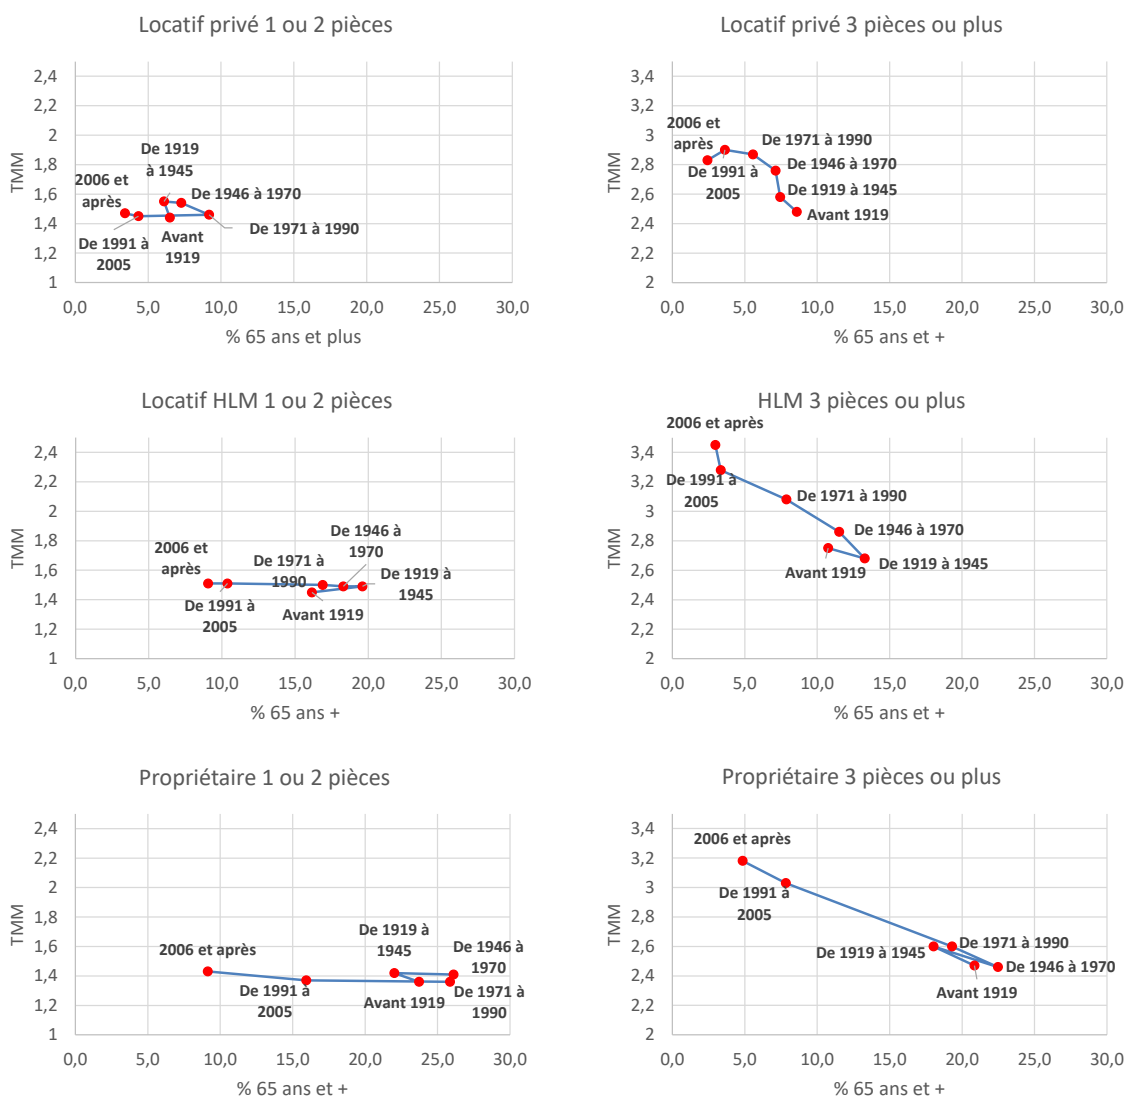 Locatif privé 1 ou 2 pièces
2,4
2,2
2
1,8
1,6
1,4
1,2
1
TMM
De 1919
à 1945
2006 et
après
De 1946 à 1970
De 1991 à
2005
Avant
1919
De 1971 à 1990
0,0 5,0 10,0 15,0 20,0 25,0 30,0
% 65 ans et plus
Locatif privé 3 pièces ou plus
3,4
3,2
3
2,8
2,6
2,4
2,2
2
TMM
2006 et
après
De 1971 à 1990
De 1991 à
2005
De 1946 à 1970
De 1919 à 1945
Avant 1919
0,0 5,0 10,0 15,0 20,0 25,0 30,0
% 65 ans et +
Locatif HLM 1 ou 2 pièces
2,4
2,2
2
1,8
1,6
1,4
1,2
1
TMM
De 1946 à
1970
2006 et
après
De 1971 à
1990
De 1919 à
1945
De 1991 à
2005
Avant 1919
0,0 5,0 10,0 15,0 20,0 25,0 30,0
% 65 ans +
HLM 3 pièces ou plus
3,4
3,2
3
2,8
2,6
2,4
2,2
2
TMM
2006 et après
De 1991 à
2005
De 1971 à 1990
De 1946 à 1970
Avant 1919
De 1919 à 1945
0,0 5,0 10,0 15,0 20,0 25,0 30,0
% 65 ans et +
Propriétaire 1 ou 2 pièces
2,4
2,2
2
1,8
1,6
1,4
1,2
1
TMM
De 1919 à
1945
2006 et après
De 1946 à
1970
De 1991 à
2005
Avant 1919
De 1971 à
1990
0,0 5,0 10,0 15,0 20,0 25,0 30,0
% 65 ans et +
Propriétaire 3 pièces ou plus
3,4
3,2
3
2,8
2,6
2,4
2,2
2
TMM
2006 et après
De 1991 à
2005
De 1919 à 1945
De 1971 à 1990
De 1946 à 1970
Avant 1919
0,0 5,0 10,0 15,0 20,0 25,0 30,0
% 65 ans et +